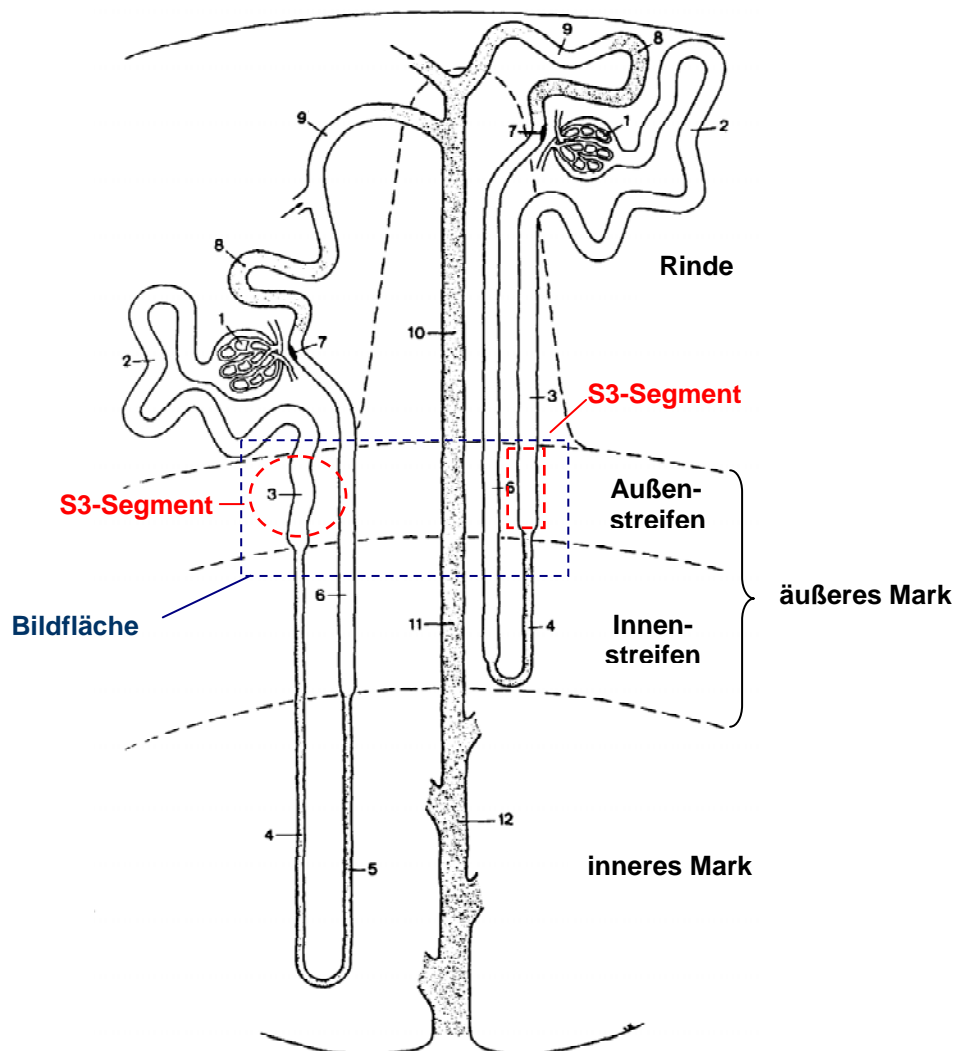 9
8
1
2
7
9
Rinde
8
1
7
2
10
3
S3-Segment
3
6
Außen-
streifen
S3-Segment
äußeres Mark
6
Bildfläche
11
4
Innen-
streifen
12
4
5
inneres Mark